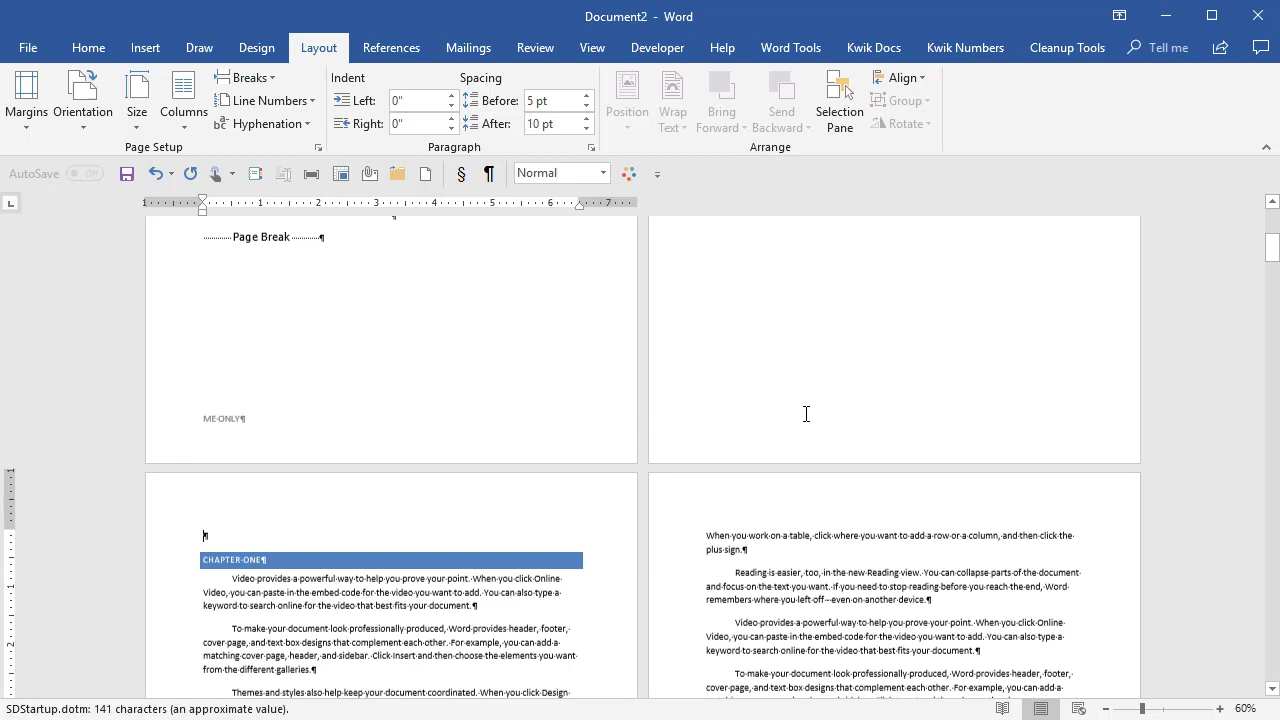 Document2 - Word
File Home Insert Draw Design Layout References Mailings Review View Developer Help Word Tools Kwik Docs Kwik Numbers Cleanup Tools Tell me
Margins Orientation Size Columns
Breaks
Line Numbers
Hyphenation
Page Setup
Indent Spacing
Left: 0" Before: 5 pt
Right: 0" After: 10 pt
Paragraph
Position Wrap Text Bring Forward Send Backward Selection Pane
Align
Group
Rotate
Arrange
AutoSave Off § ¶ Normal
1 1 2 3 4 5 6 7
Page Break ¶
ME·ONLY¶
¶
CHAPTER·ONE¶
Video·provides·a·powerful·way·to·help·you·prove·your·point.·When·you·click·Online·
Video,·you·can·paste·in·the·embed·code·for·the·video·you·want·to·add.·You·can·also·type·a·
keyword·to·search·online·for·the·video·that·best·fits·your·document.¶
To·make·your·document·look·professionally·produced,·Word·provides·header,·footer,·
cover·page,·and·text·box·designs·that·complement·each·other.·For·example,·you·can·add·a·
matching·cover·page,·header,·and·sidebar.·Click·Insert·and·then·choose·the·elements·you·want·
from·the·different·galleries.¶
Themes·and·styles·also·help·keep·your·document·coordinated.·When·you·click·Design·
When·you·work·on·a·table,·click·where·you·want·to·add·a·row·or·a·column,·and·then·click·the·
plus·sign.¶
Reading·is·easier,·too,·in·the·new·Reading·view.·You·can·collapse·parts·of·the·document·
and·focus·on·the·text·you·want.·If·you·need·to·stop·reading·before·you·reach·the·end,·Word·
remembers·where·you·left·off·-·even·on·another·device.¶
Video·provides·a·powerful·way·to·help·you·prove·your·point.·When·you·click·Online·
Video,·you·can·paste·in·the·embed·code·for·the·video·you·want·to·add.·You·can·also·type·a·
keyword·to·search·online·for·the·video·that·best·fits·your·document.¶
To·make·your·document·look·professionally·produced,·Word·provides·header,·footer,·
cover·page,·and·text·box·designs·that·complement·each·other.·For·example,·you·can·add·a·
1
1
2
SDStartup.dotm: 141 characters (an approximate value). 60%